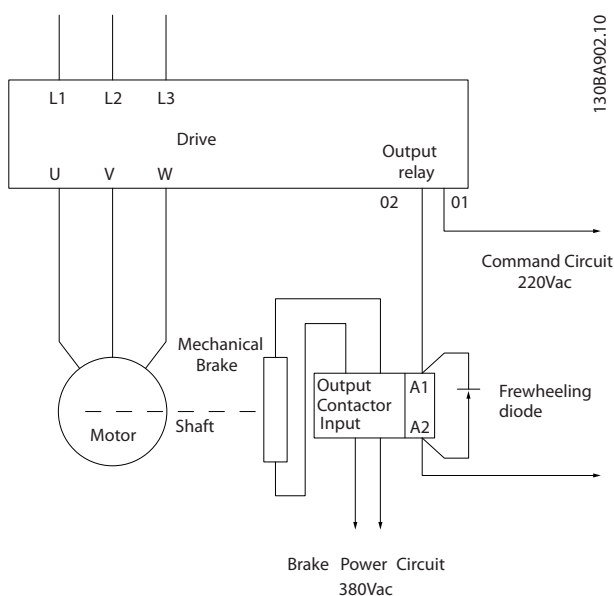 130BA902.10
L1 L2 L3
Drive
Output
relay
U V W
02 01
Command Circuit
220Vac
Mechanical
Brake
Output
Contactor
Input
A1
A2
Frewheeling
diode
Motor
Shaft
Brake Power Circuit
380Vac